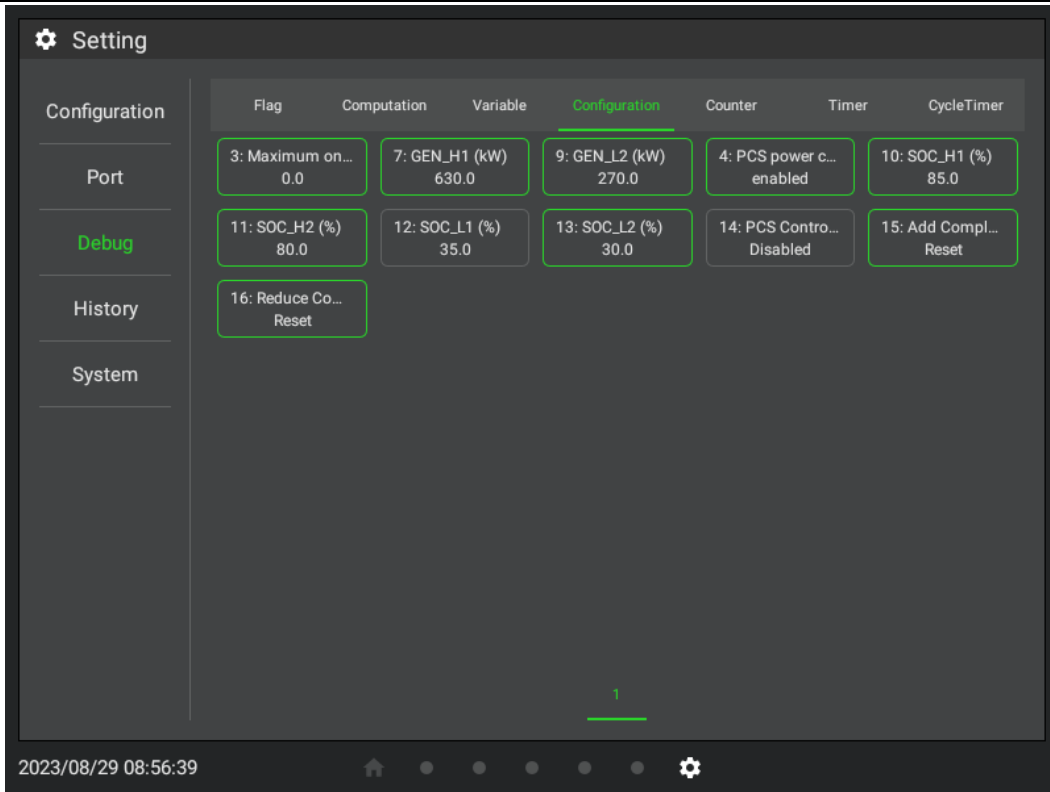 Setting
Configuration
Port
Debug
History
System
Flag Computation Variable Configuration Counter Timer CycleTimer
3: Maximum on...
0.0
7: GEN_H1 (kW)
630.0
9: GEN_L2 (kW)
270.0
4: PCS power c...
enabled
10: SOC_H1 (%)
85.0
11: SOC_H2 (%)
80.0
12: SOC_L1 (%)
35.0
13: SOC_L2 (%)
30.0
14: PCS Contro...
Disabled
15: Add Compl...
Reset
16: Reduce Co...
Reset
1
2023/08/29 08:56:39